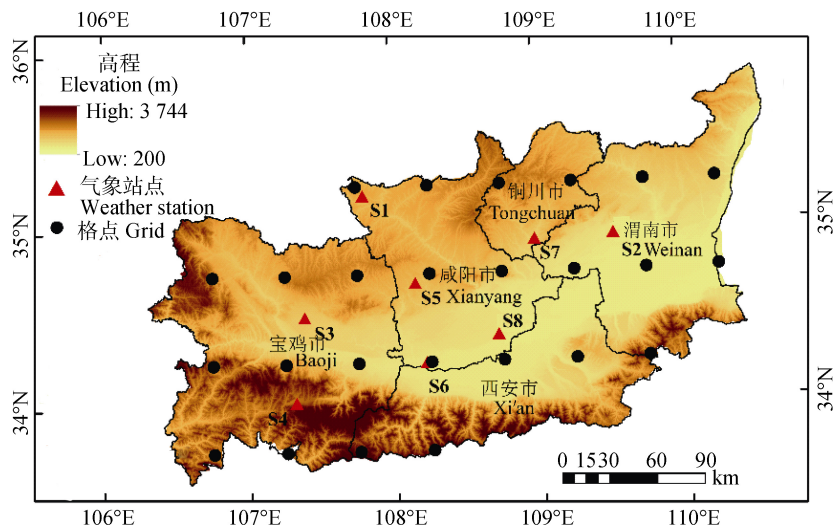 106°E 107°E 108°E 109°E 110°E
36°N
高程
Elevation (m)
High: 3 744
Low: 200
气象站点
Weather station
格点 Grid
35°N
35°N
34°N
34°N
S1
铜川市
Tongchuan
渭南市
S2 Weinan
S7
咸阳市
S5 Xianyang
S3
S8
宝鸡市
Baoji
S6
西安市
Xi'an
S4
0 15 30 60 90
km
106°E 107°E 108°E 109°E 110°E